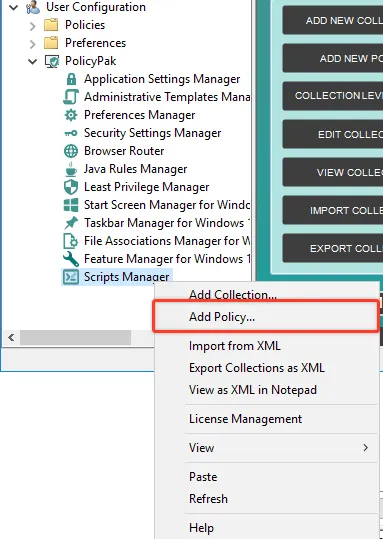 User Configuration
Policies
Preferences
PolicyPak
Application Settings Manager
Administrative Templates Mana
Preferences Manager
Security Settings Manager
Browser Router
Java Rules Manager
Least Privilege Manager
Start Screen Manager for Windo
Taskbar Manager for Windows 1
File Associations Manager for W
Feature Manager for Windows 1
Scripts Manager
ADD NEW COLLE
ADD NEW PO
COLLECTION LEVE
EDIT COLLEC
VIEW COLLEC
IMPORT COLLE
EXPORT COLLE
Add Collection...
Add Policy...
Import from XML
Export Collections as XML
View as XML in Notepad
License Management
View
Paste
Refresh
Help